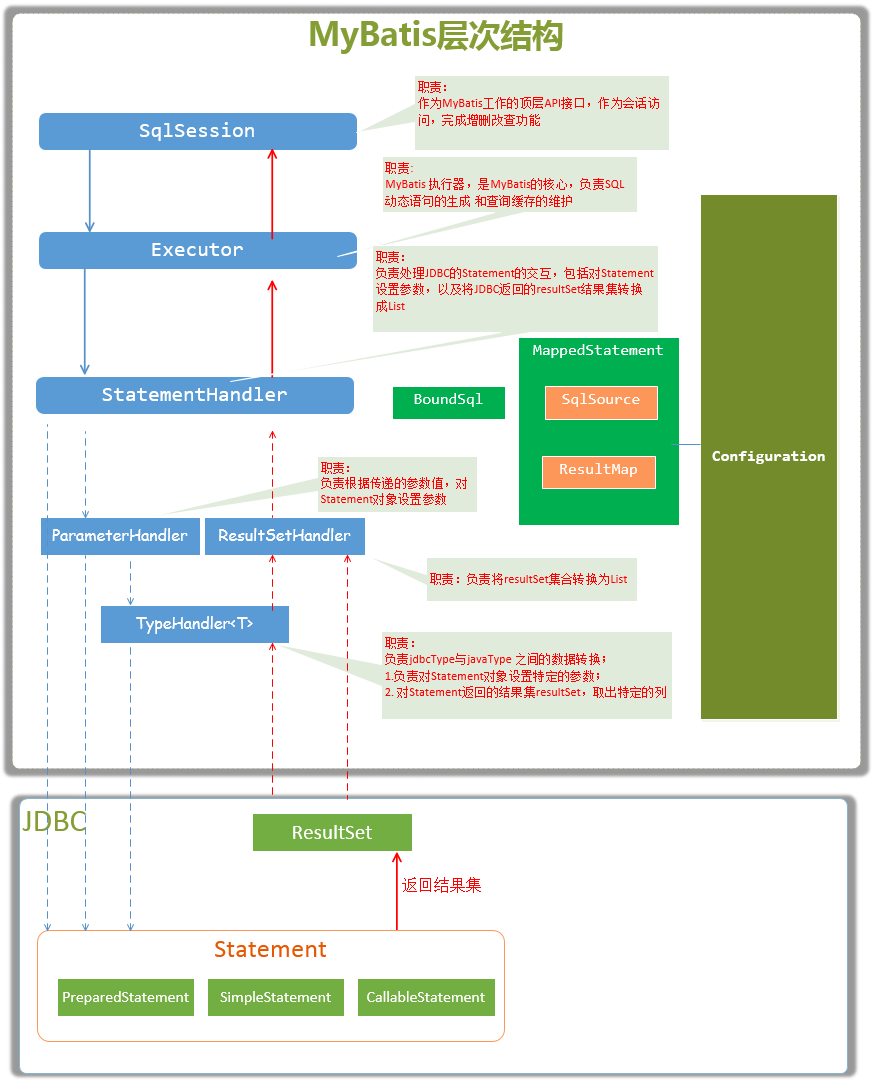 MyBatis层次结构
职责：
作为MyBatis工作的顶层API接口，作为会话访
问，完成增删改查功能
SqlSession
职责:
MyBatis 执行器，是MyBatis的核心，负责SQL
动态语句的生成 和查询缓存的维护
Executor
职责：
负责处理JDBC的Statement的交互，包括对Statement
设置参数，以及将JDBC返回的resultSet结果集转换
成List
MappedStatement
StatementHandler
BoundSql
SqlSource
ResultMap
Configuration
职责：
负责根据传递的参数值，对
Statement对象设置参数
ParameterHandler
ResultSetHandler
职责：负责将resultSet集合转换为List
TypeHandler<T>
职责：
负责jdbcType与javaType 之间的数据转换；
1.负责对Statement对象设置特定的参数；
2. 对Statement返回的结果集resultSet，取出特定的列
JDBC
ResultSet
返回结果集
Statement
PreparedStatement
SimpleStatement
CallableStatement